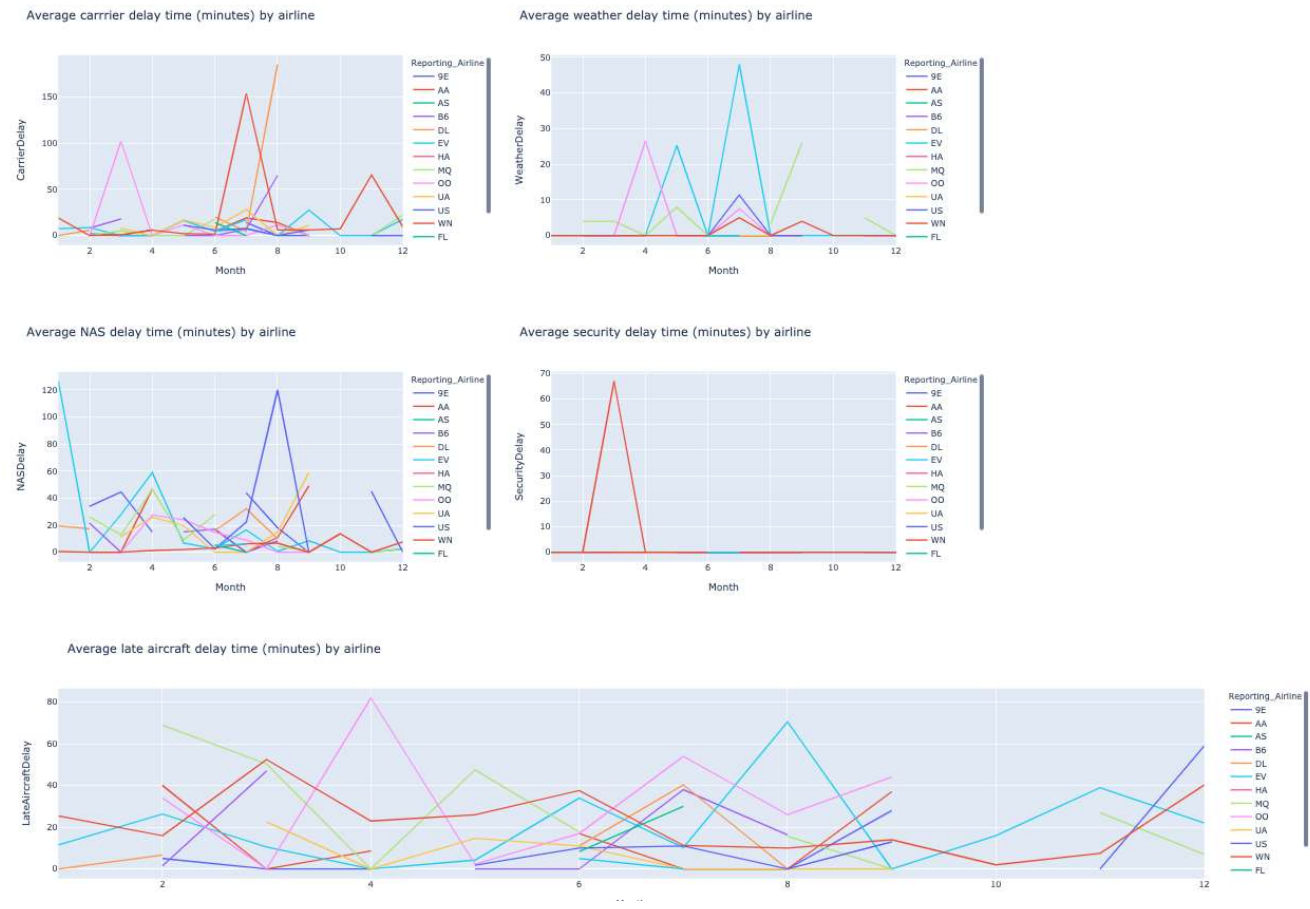 Average carrrier delay time (minutes) by airline
CarrierDelay
150
100
50
0
2 4 6 8 10 12
Month
Reporting_Airline
9E
AA
AS
B6
DL
EV
HA
MQ
OO
UA
US
WN
FL
Average weather delay time (minutes) by airline
WeatherDelay
50
40
30
20
10
0
2 4 6 8 10 12
Month
Reporting_Airline
9E
AA
AS
B6
DL
EV
HA
MQ
OO
UA
US
WN
FL
Average NAS delay time (minutes) by airline
NASDelay
120
100
80
60
40
20
0
2 4 6 8 10 12
Month
Reporting_Airline
9E
AA
AS
B6
DL
EV
HA
MQ
OO
UA
US
WN
FL
Average security delay time (minutes) by airline
SecurityDelay
70
60
50
40
30
20
10
0
2 4 6 8 10 12
Month
Reporting_Airline
9E
AA
AS
B6
DL
EV
HA
MQ
OO
UA
US
WN
FL
Average late aircraft delay time (minutes) by airline
LateAircraftDelay
80
60
40
20
0
2 4 6 8 10 12
Reporting_Airline
9E
AA
AS
B6
DL
EV
HA
MQ
OO
UA
US
WN
FL